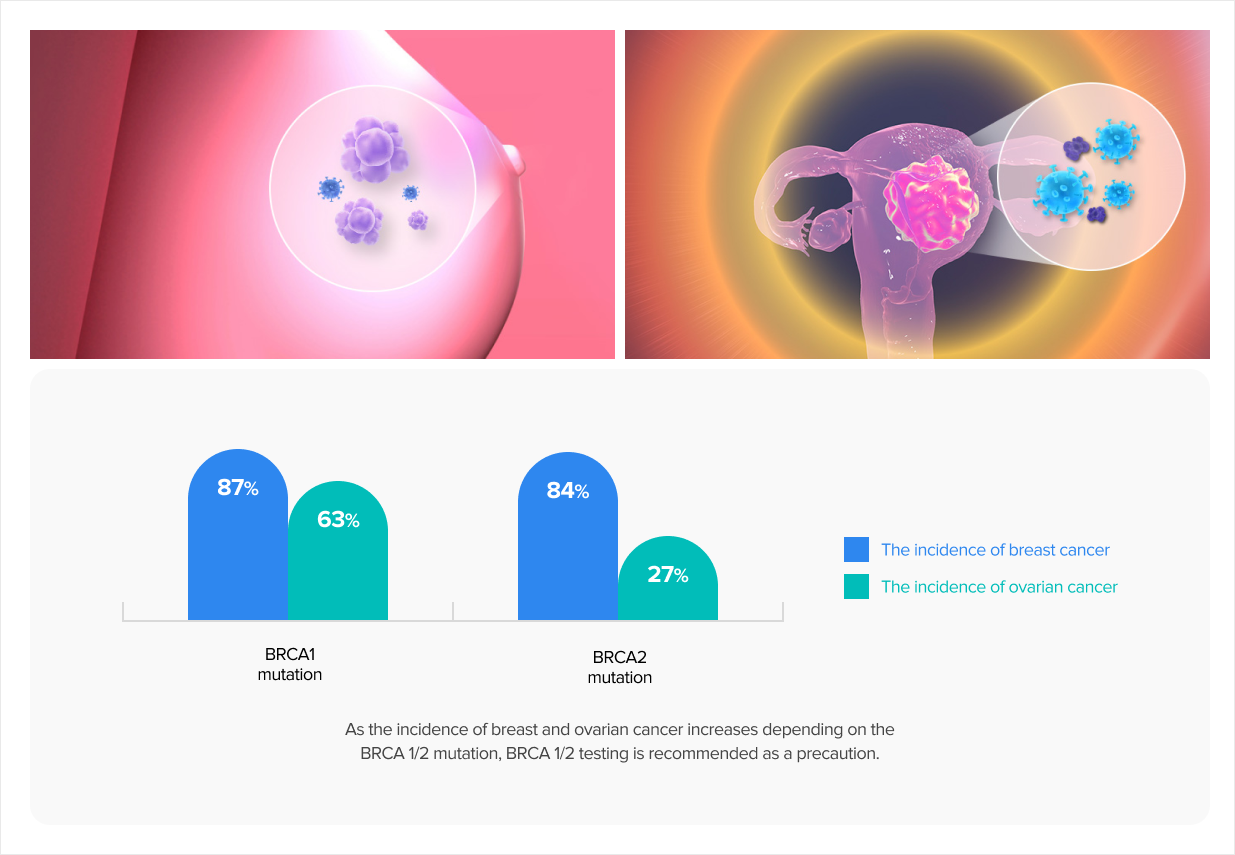 87%
63%
84%
27%
The incidence of breast cancer
The incidence of ovarian cancer
BRCA1
mutation
BRCA2
mutation
As the incidence of breast and ovarian cancer increases depending on the
BRCA 1/2 mutation, BRCA 1/2 testing is recommended as a precaution.